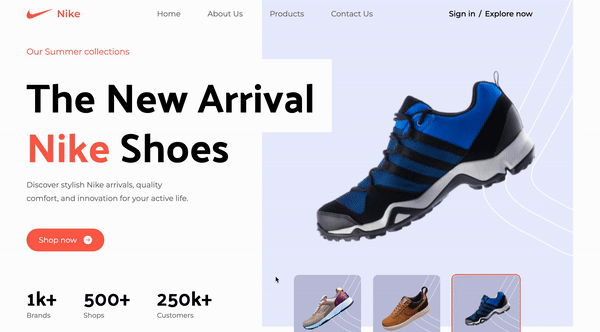 Nike
Home
About Us
Products
Contact Us
Sign in / Explore now
Our Summer collections
The New Arrival
Nike Shoes
Discover stylish Nike arrivals, quality
comfort, and innovation for your active life.
Shop now
1k+
Brands
500+
Shops
250k+
Customers